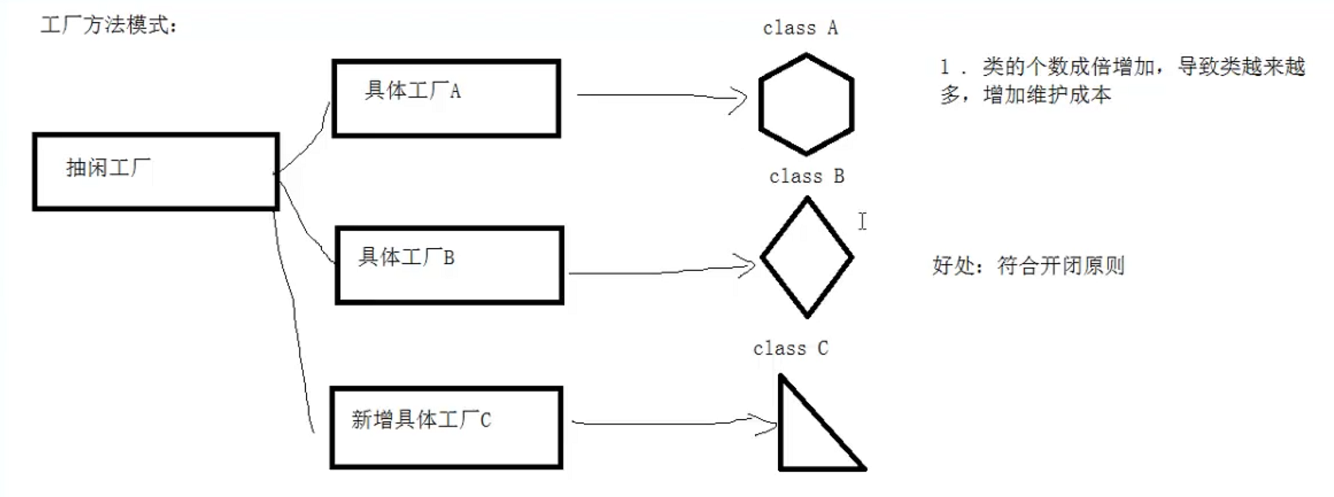 工厂方法模式：
class A
具体工厂A
1 . 类的个数成倍增加，导致类越来越
多，增加维护成本
抽闲工厂
class B
具体工厂B
好处：符合开闭原则
class C
新增具体工厂C